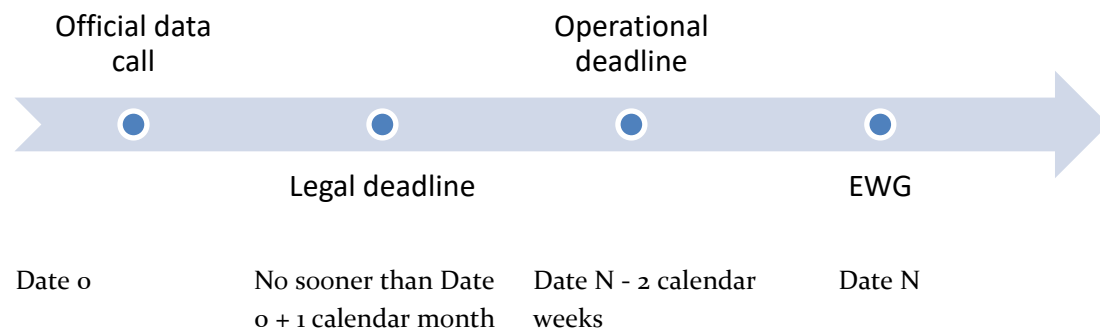 Official data
call
Operational
deadline
Legal deadline
EWG
Date 0
No sooner than Date
0 + 1 calendar month
Date N - 2 calendar
weeks
Date N